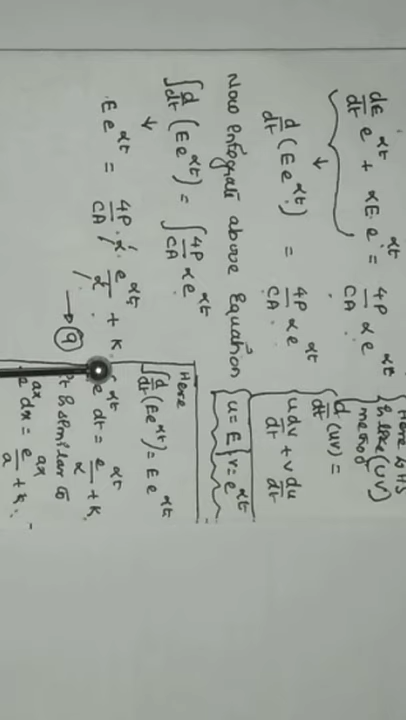 dE/dt e^αt + αE e^αt = 4P/CA · α e^αt
↓
d/dt (E e^αt) = 4P/CA · α e^αt
Now Integrate above Equation
∫ d/dt (E e^αt) = ∫ 4P/CA α e^αt
↓
E e^αt = 4P/CA · α · e^αt/α + K.
→ 9
Here LHS
is like (UV)
method
d/dt (uv) =
u dv/dt + v du/dt
u = E | v = e^αt
Here
∫ d/dt (E e^αt) = E e^αt
e^αt dt = e^αt/α + K.
It is similar to
e^ax dx = e^ax/a + K.